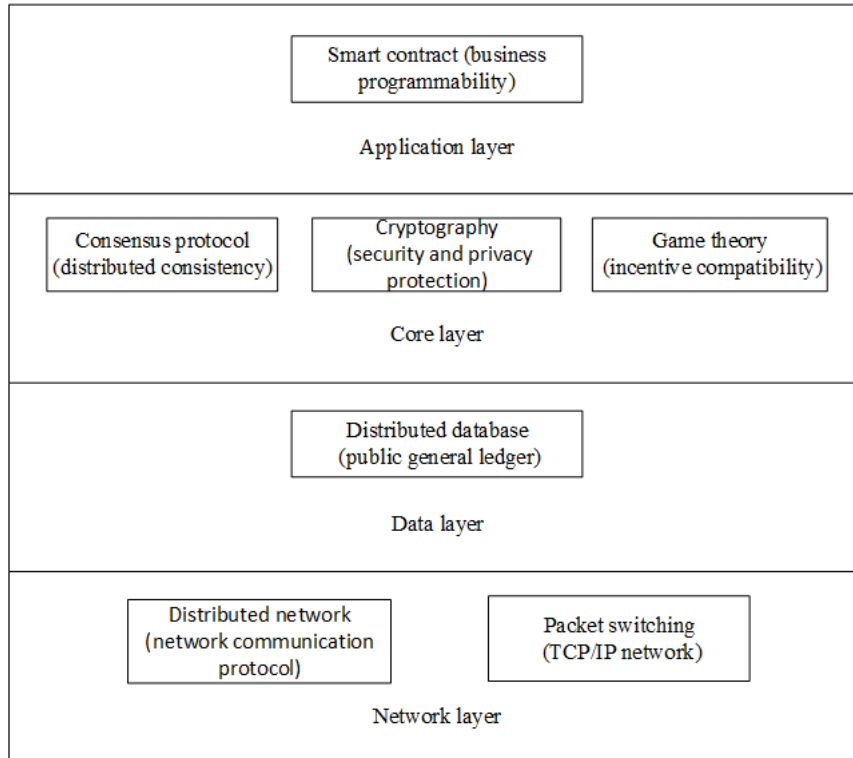 Smart contract (business
programmability)
Application layer
Consensus protocol
(distributed consistency)
Cryptography
(security and privacy
protection)
Game theory
(incentive compatibility)
Core layer
Distributed database
(public general ledger)
Data layer
Distributed network
(network communication
protocol)
Packet switching
(TCP/IP network)
Network layer